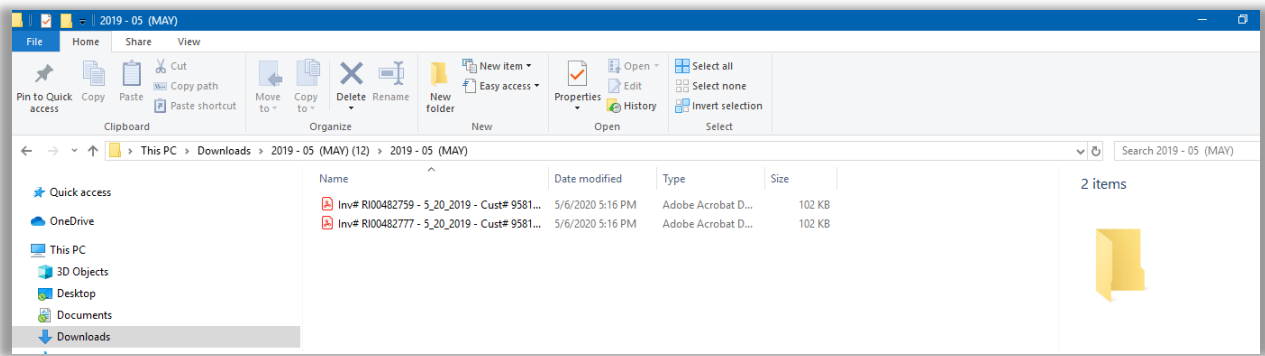 2019 - 05 (MAY)
File Home Share View
Pin to Quick access
Copy
Paste
Cut
Copy path
Paste shortcut
Clipboard
Move to
Copy to
Delete
Rename
Organize
New folder
New item
Easy access
New
Properties
Open
Edit
History
Open
Select all
Select none
Invert selection
Select
This PC > Downloads > 2019 - 05 (MAY) (12) > 2019 - 05 (MAY)
Search 2019 - 05 (MAY)
Quick access
OneDrive
This PC
3D Objects
Desktop
Documents
Downloads
Name Date modified Type Size
Inv# RI00482759 - 5_20_2019 - Cust# 9581... 5/6/2020 5:16 PM Adobe Acrobat D... 102 KB
Inv# RI00482777 - 5_20_2019 - Cust# 9581... 5/6/2020 5:16 PM Adobe Acrobat D... 102 KB
2 items